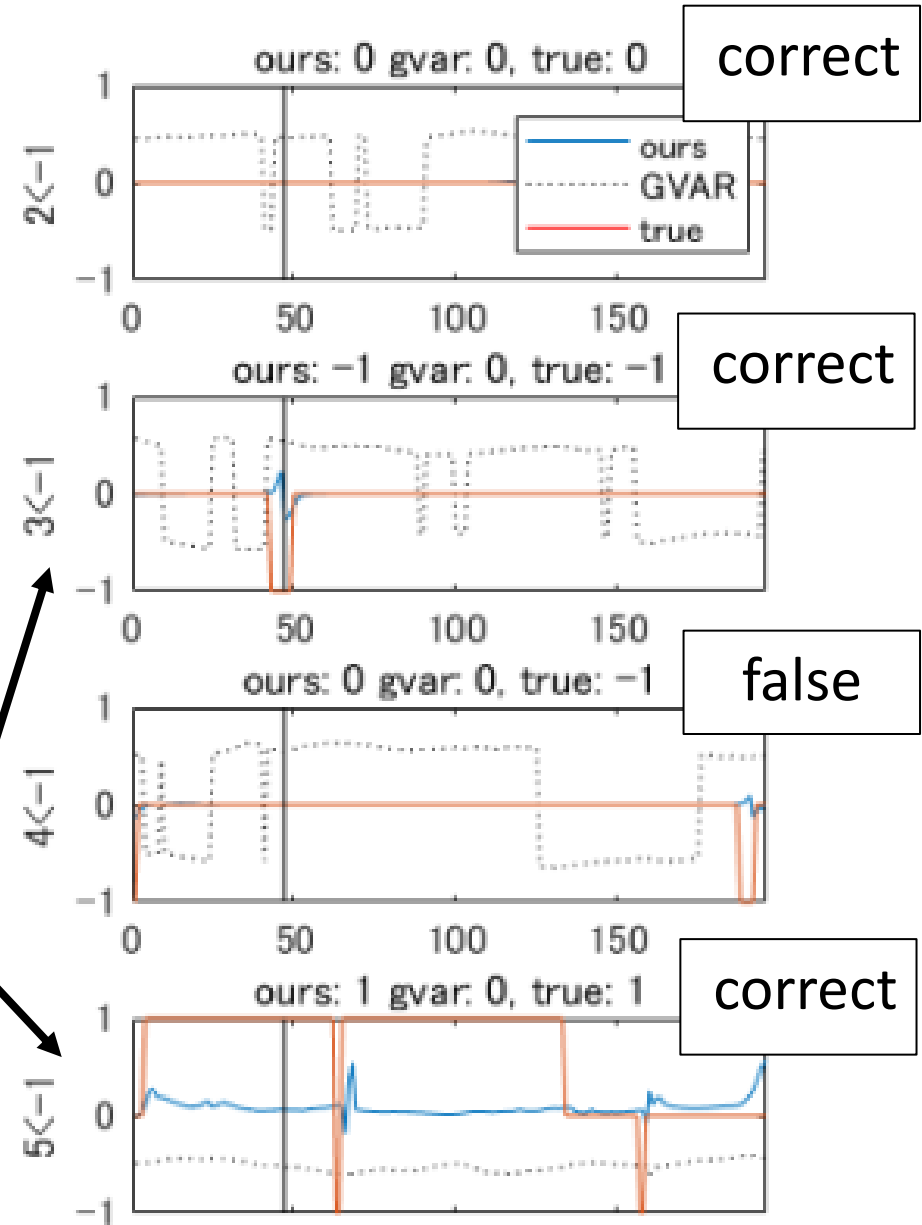 correct
ours: 0 gvar: 0, true: 0
1
0
-1
2<-1
ours
GVAR
true
0 50 100 150
correct
ours: -1 gvar: 0, true: -1
1
0
-1
3<-1
0 50 100 150
false
ours: 0 gvar: 0, true: -1
1
0
-1
4<-1
0 50 100 150
correct
ours: 1 gvar: 0, true: 1
1
0
-1
5<-1